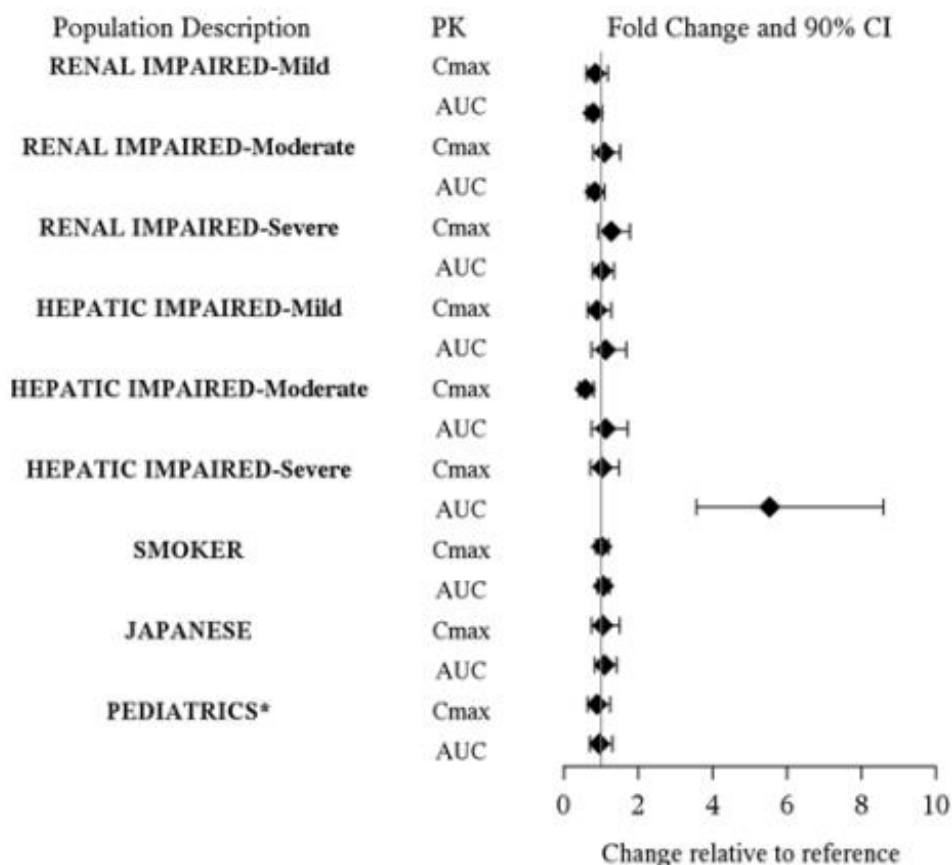 Population Description PK Fold Change and 90% CI
RENAL IMPAIRED-Mild Cmax
AUC
RENAL IMPAIRED-Moderate Cmax
AUC
RENAL IMPAIRED-Severe Cmax
AUC
HEPATIC IMPAIRED-Mild Cmax
AUC
HEPATIC IMPAIRED-Moderate Cmax
AUC
HEPATIC IMPAIRED-Severe Cmax
AUC
SMOKER Cmax
AUC
JAPANESE Cmax
AUC
PEDIATRICS* Cmax
AUC
0 2 4 6 8 10
Change relative to reference